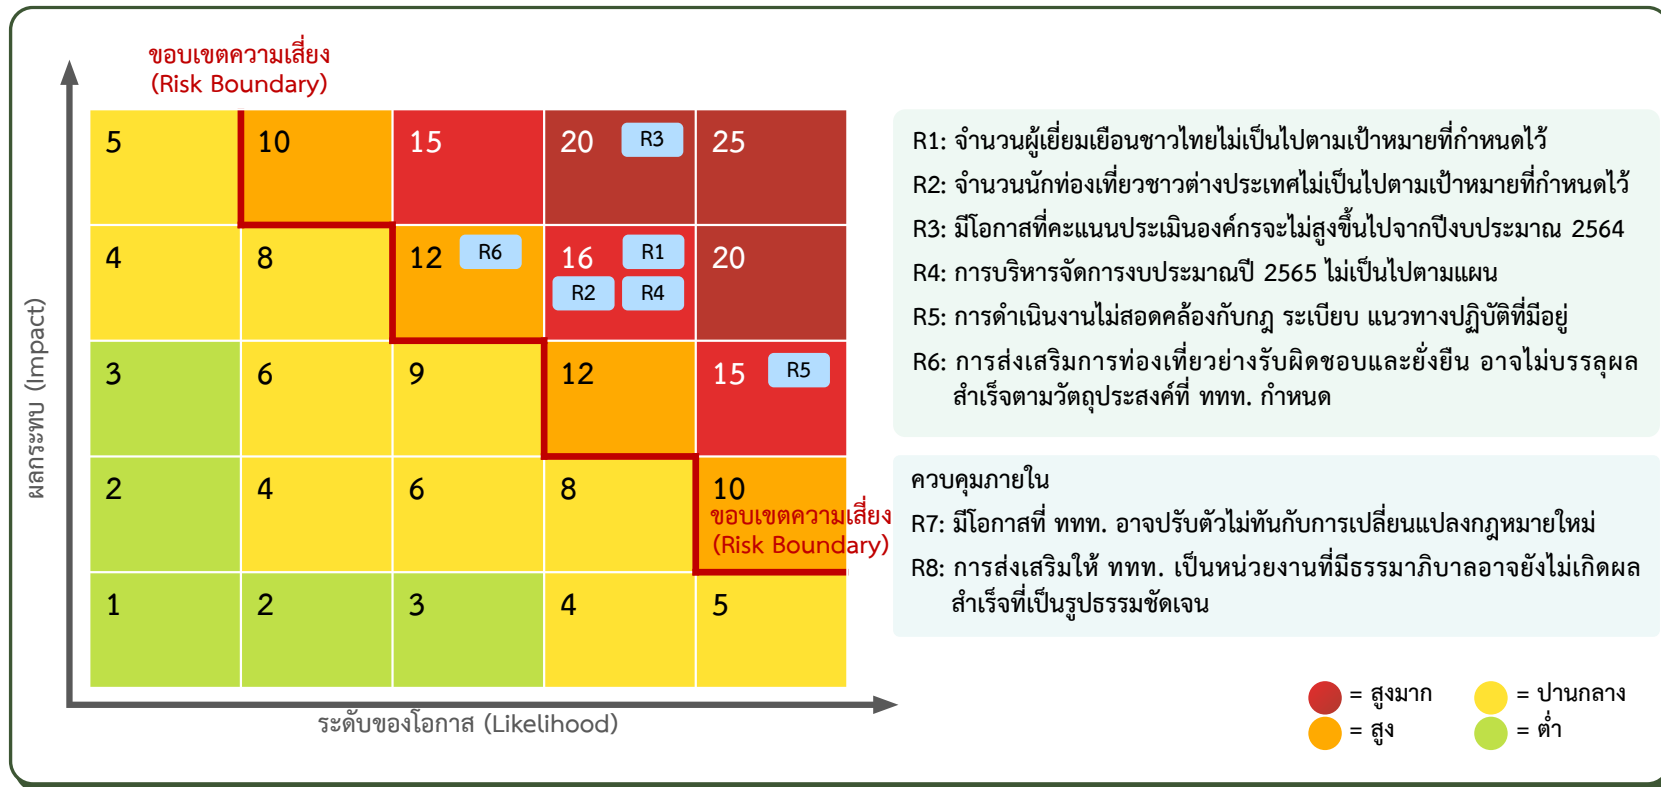 ขอบเขตความเสี่ยง
(Risk Boundary)
ผลกระทบ (Impact)
5 10 15 20 R3 25
4 8 12 R6 16 R1 20
R2 R4
3 6 9 12 15 R5
2 4 6 8 10
ขอบเขตความเสี่ยง
(Risk Boundary)
1 2 3 4 5
ระดับของโอกาส (Likelihood)
R1: จำนวนผู้เยี่ยมเยือนชาวไทยไม่เป็นไปตามเป้าหมายที่กำหนดไว้
R2: จำนวนนักท่องเที่ยวชาวต่างประเทศไม่เป็นไปตามเป้าหมายที่กำหนดไว้
R3: มีโอกาสที่คะแนนประเมินองค์กรจะไม่สูงขึ้นไปจากปีงบประมาณ 2564
R4: การบริหารจัดการงบประมาณปี 2565 ไม่เป็นไปตามแผน
R5: การดำเนินงานไม่สอดคล้องกับกฎ ระเบียบ แนวทางปฏิบัติที่มีอยู่
R6: การส่งเสริมการท่องเที่ยวย่างรับผิดชอบและยั่งยืน อาจไม่บรรลุผล
สำเร็จตามวัตถุประสงค์ที่ ททท. กำหนด
ควบคุมภายใน
R7: มีโอกาสที่ ททท. อาจปรับตัวไม่ทันกับการเปลี่ยนแปลงกฎหมายใหม่
R8: การส่งเสริมให้ ททท. เป็นหน่วยงานที่มีธรรมาภิบาลอาจยังไม่เกิดผล
สำเร็จที่เป็นรูปธรรมชัดเจน
= สูงมาก = ปานกลาง
= สูง = ต่ำ